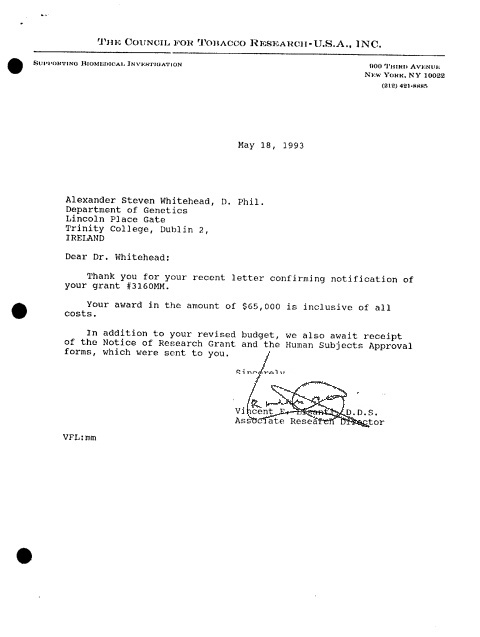 THE COUNCIL FOR TOBACCO RESEARCH-U.S.A., INC.
SUPPORTING BIOMEDICAL INVESTIGATION
900 THIRD AVENUE
NEW YORK, NY 10022
(212) 421-8885
May 18, 1993
Alexander Steven Whitehead, D. Phil.
Department of Genetics
Lincoln Place Gate
Trinity College, Dublin 2,
IRELAND
Dear Dr. Whitehead:
Thank you for your recent letter confirming notification of
your grant #3160MM.
Your award in the amount of $65,000 is inclusive of all
costs.
In addition to your revised budget, we also await receipt
of the Notice of Research Grant and the Human Subjects Approval
forms, which were sent to you.
Sincerely
Vincent F. Lisanti, D.D.S.
Associate Research Director
VFL:mm